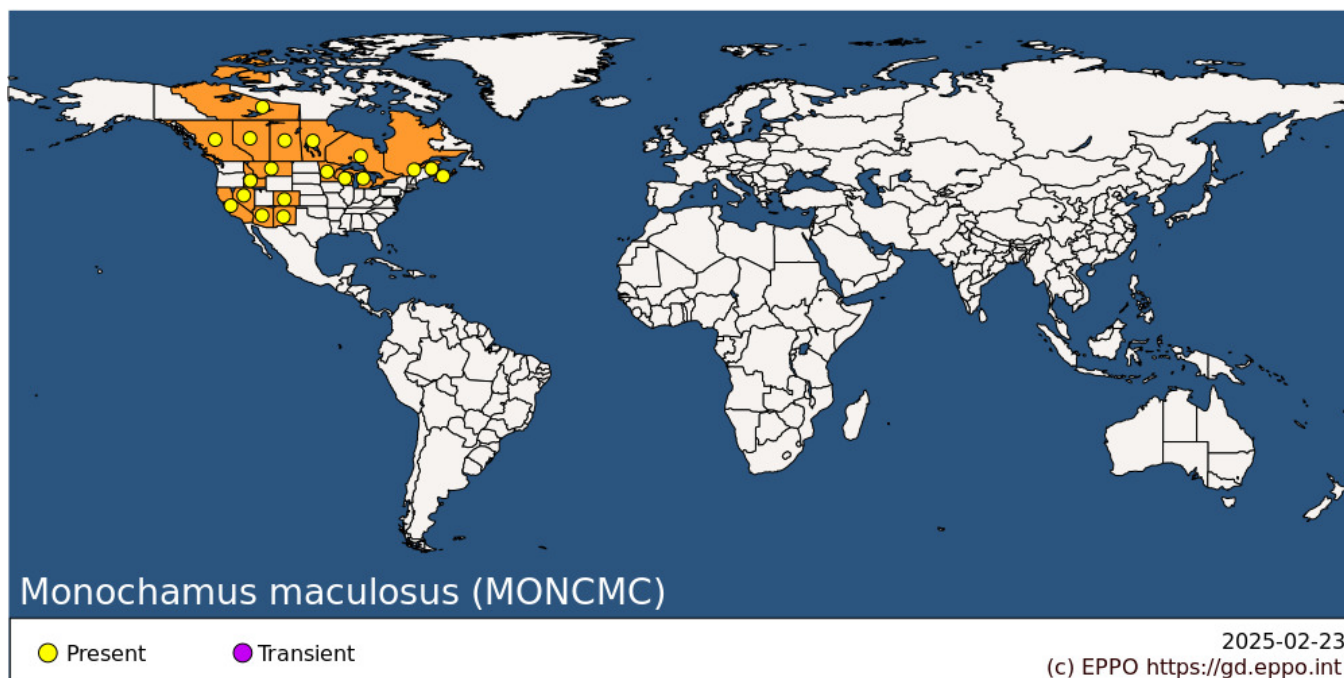 Monochamus maculosus (MONCMC)
Present
Transient
2025-02-23
(c) EPPO https://gd.eppo.int